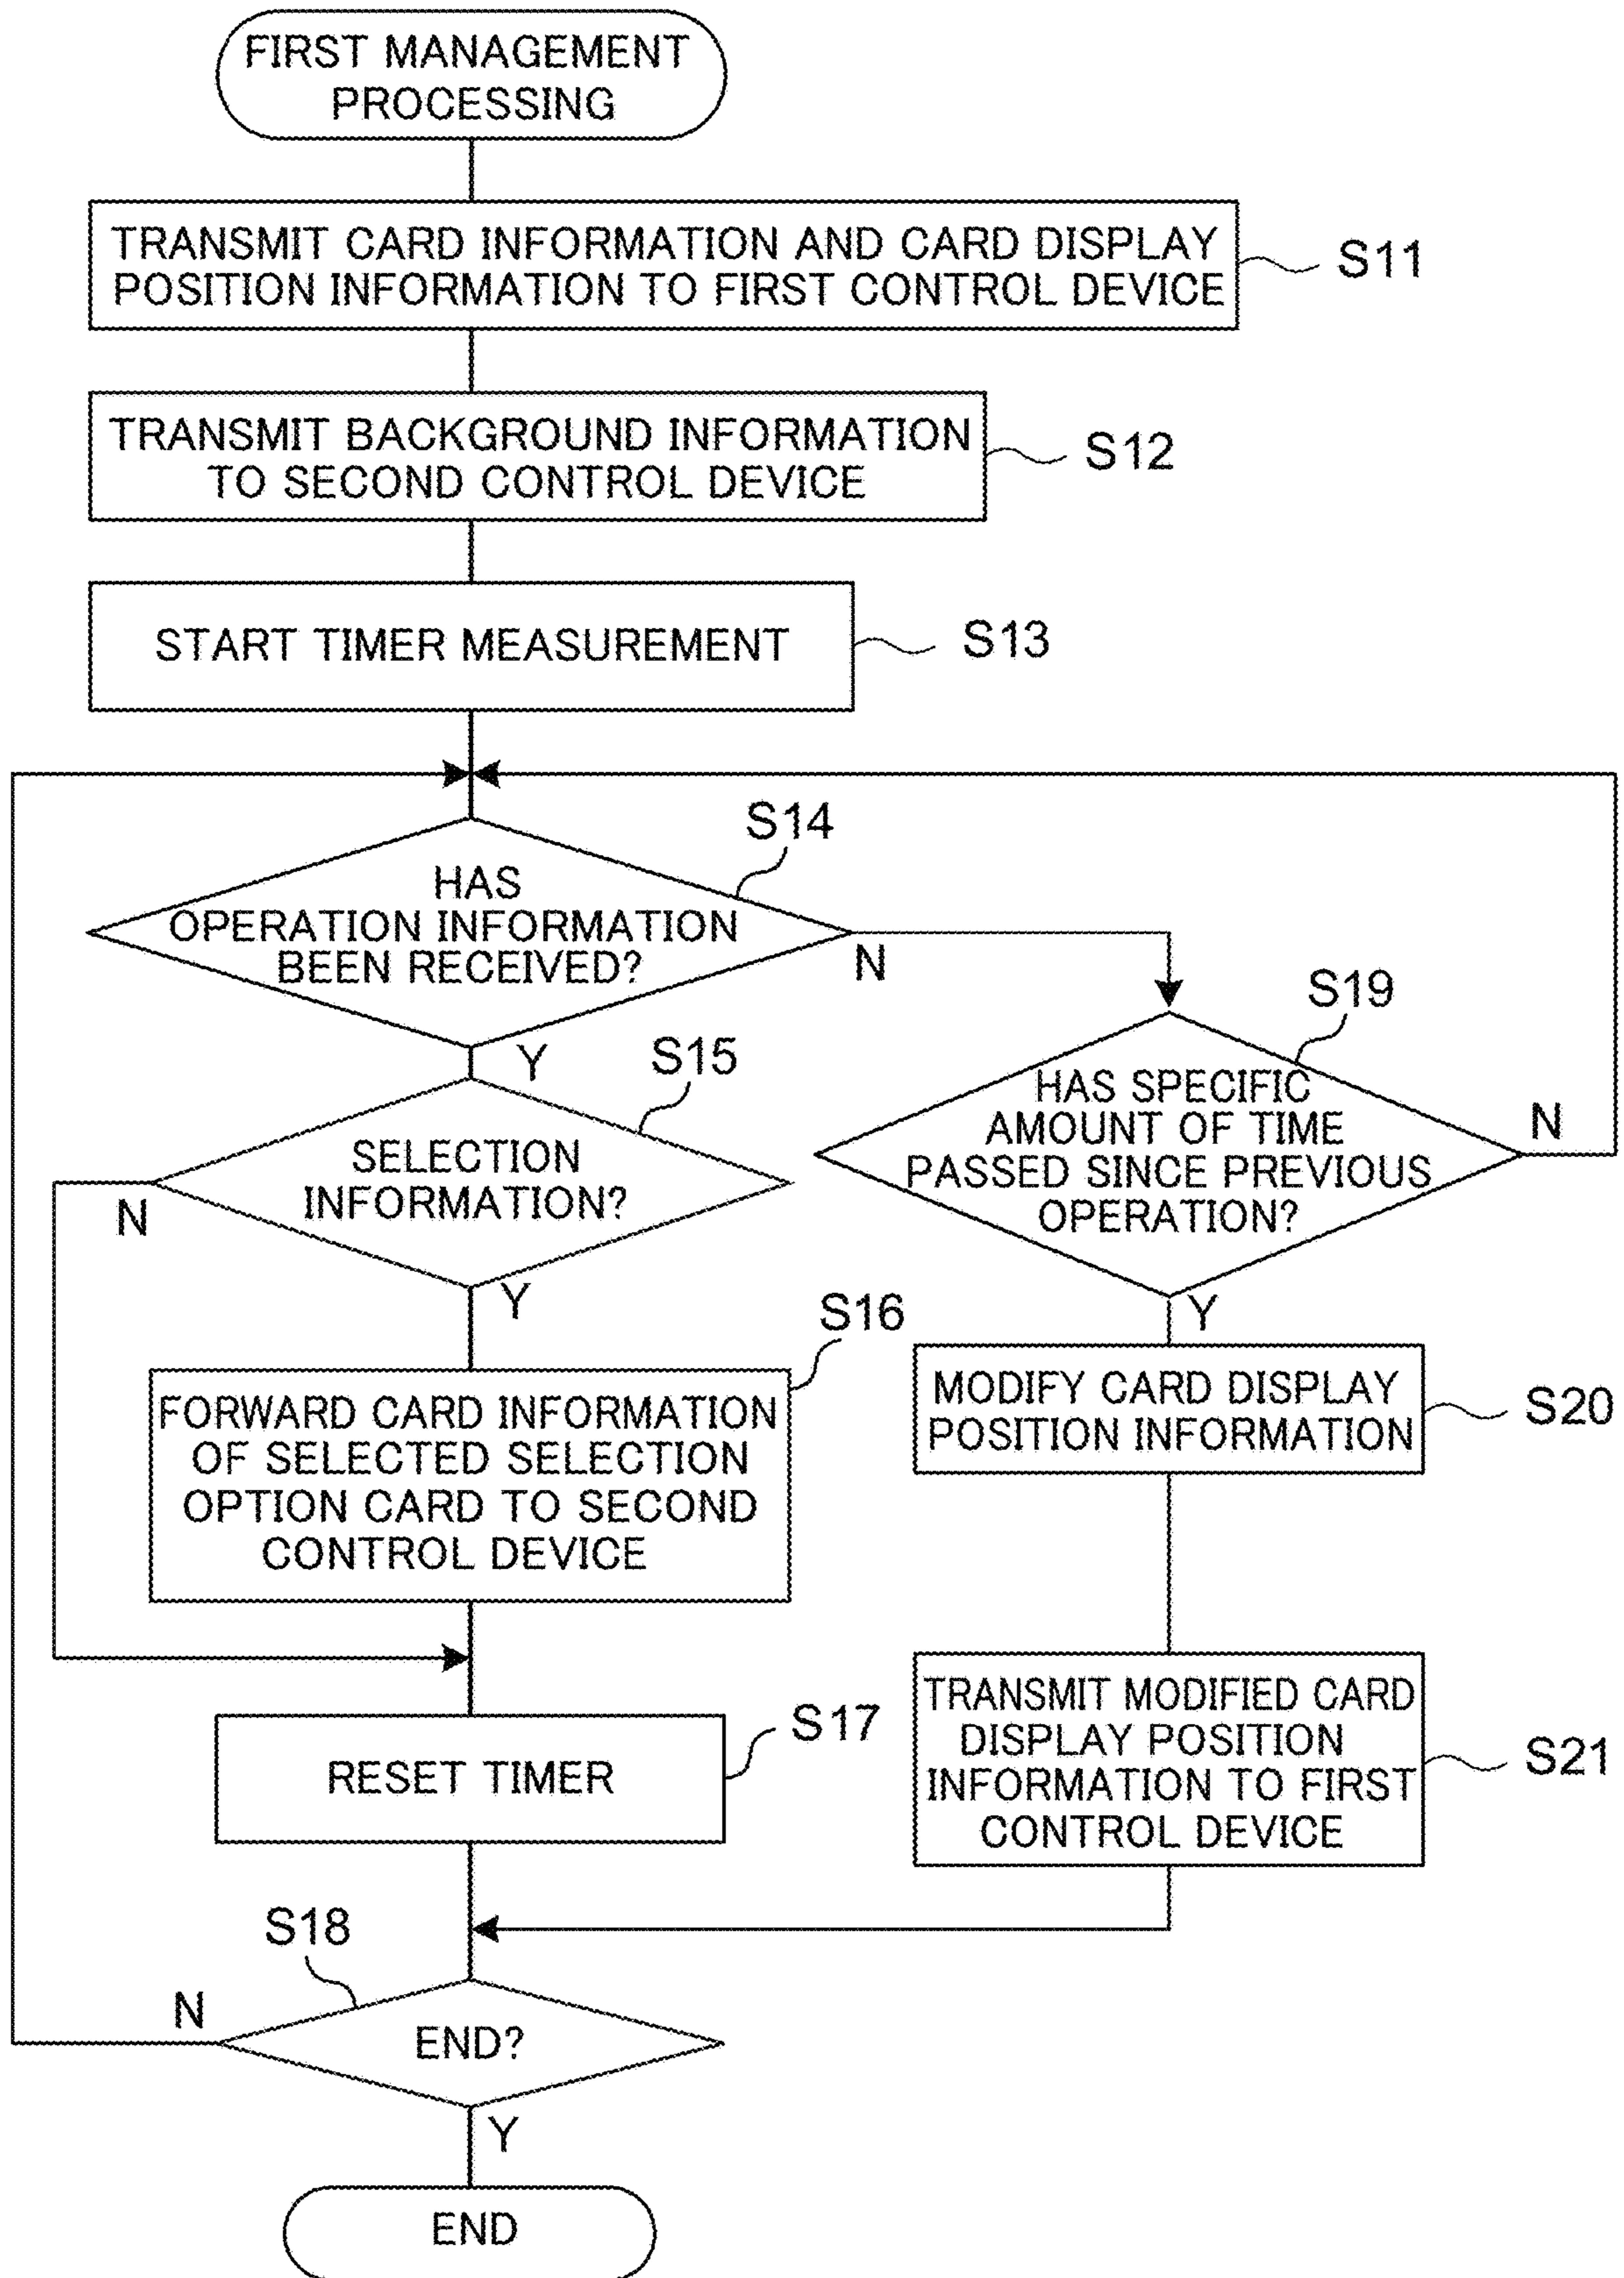 FIRST MANAGEMENT
PROCESSING
TRANSMIT CARD INFORMATION AND CARD DISPLAY
POSITION INFORMATION TO FIRST CONTROL DEVICE
S11
TRANSMIT BACKGROUND INFORMATION
TO SECOND CONTROL DEVICE
S12
START TIMER MEASUREMENT
S13
S14
HAS
OPERATION INFORMATION
BEEN RECEIVED?
N
Y
S15
SELECTION
INFORMATION?
N
Y
S19
HAS SPECIFIC
AMOUNT OF TIME
PASSED SINCE PREVIOUS
OPERATION?
N
Y
S16
FORWARD CARD INFORMATION
OF SELECTED SELECTION
OPTION CARD TO SECOND
CONTROL DEVICE
MODIFY CARD DISPLAY
POSITION INFORMATION
S20
S17
RESET TIMER
TRANSMIT MODIFIED CARD
DISPLAY POSITION
INFORMATION TO FIRST
CONTROL DEVICE
S21
S18
N
END?
Y
END